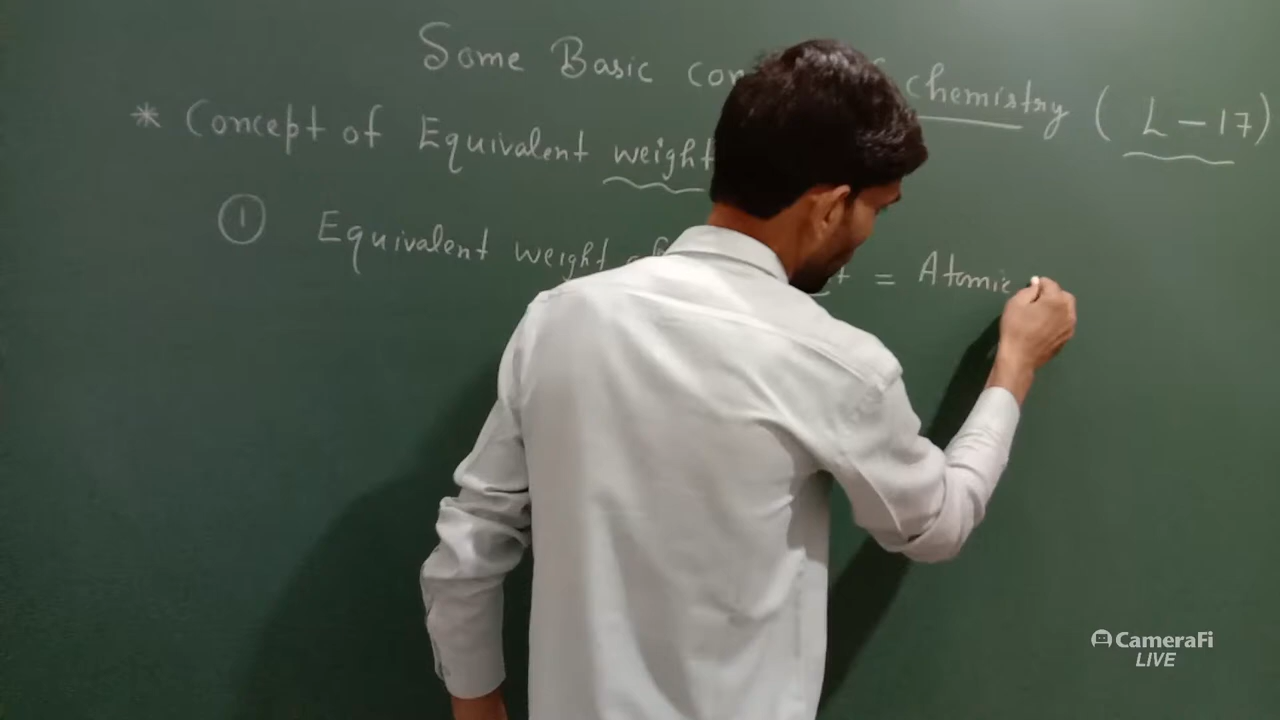 Some Basic con chemistry ( L - 17)
* Concept of Equivalent weight
① Equivalent weight = Atomic
CameraFi
LIVE